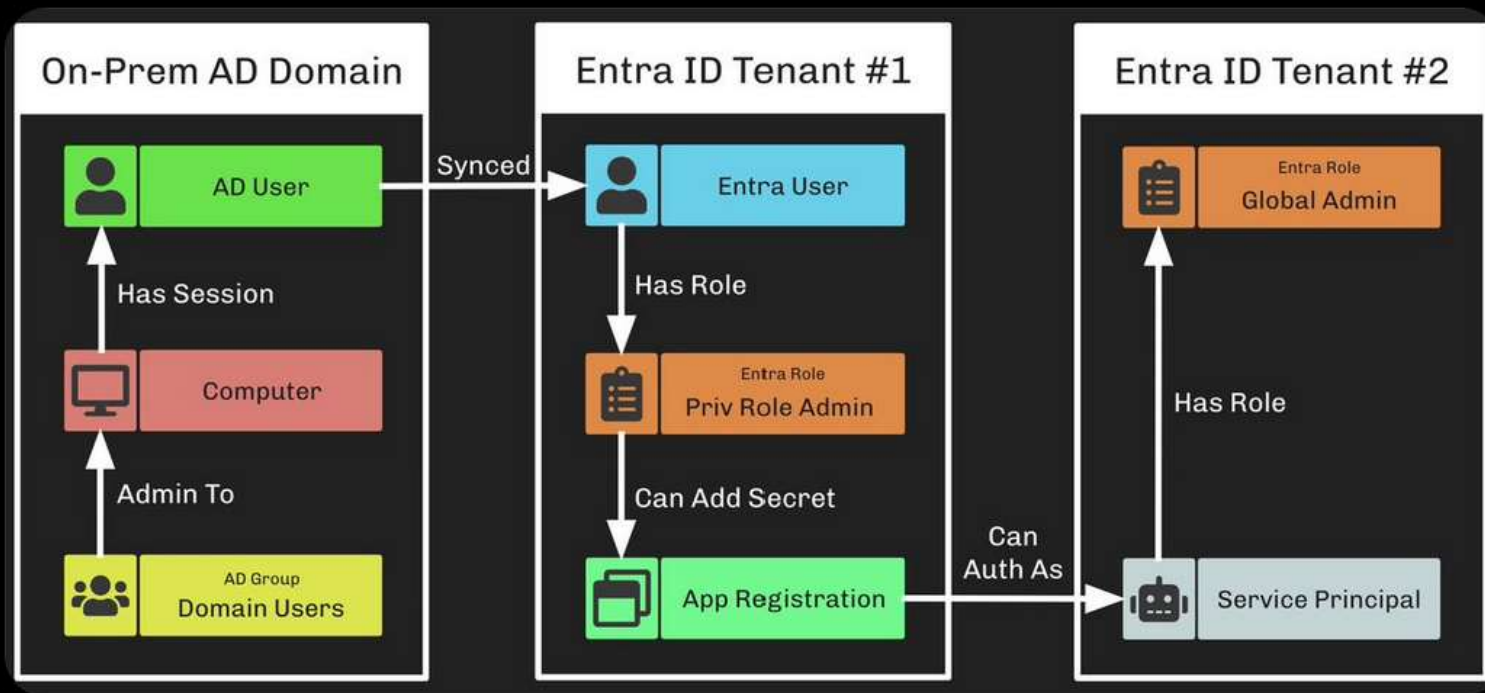 On-Prem AD Domain
AD User
Has Session
Computer
Admin To
AD Group
Domain Users
Synced
Entra ID Tenant #1
Entra User
Has Role
Entra Role
Priv Role Admin
Can Add Secret
App Registration
Can
Auth As
Entra ID Tenant #2
Entra Role
Global Admin
Has Role
Service Principal